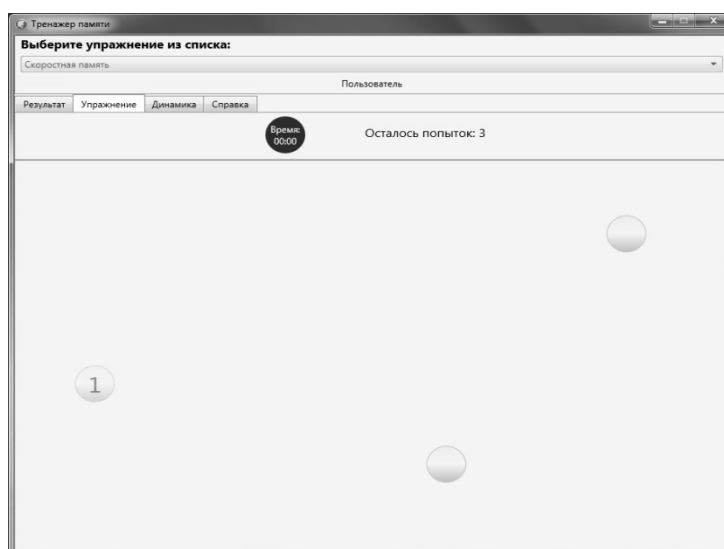 Тренажер памяти
Выберите упражнение из списка:
Скоростная память
Пользователь
Результат Упражнение Динамика Справка
Время:
00:00
Осталось попыток: 3
1